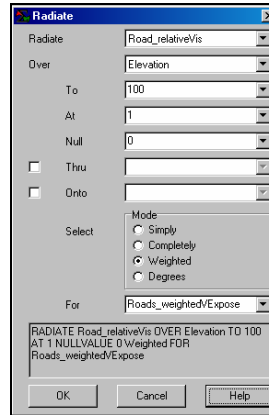 Radiate
Radiate Road_relativeVis
Over Elevation
To 100
At 1
Null 0
Thru
Onto
Select
Mode
Simply
Completely
Weighted
Degrees
For Roads_weightedVExpose
RADIATE Road_relativeVis OVER Elevation TO 100
AT 1 NULLVALUE 0 Weighted FOR
Roads_weightedVExpose
OK Cancel Help